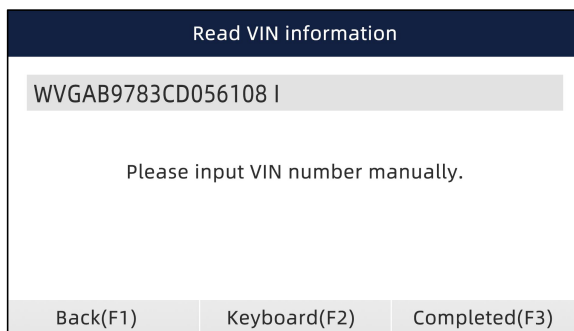 Read VIN information
WVGAB9783CD056108 I
Please input VIN number manually.
Back(F1) Keyboard(F2) Completed(F3)